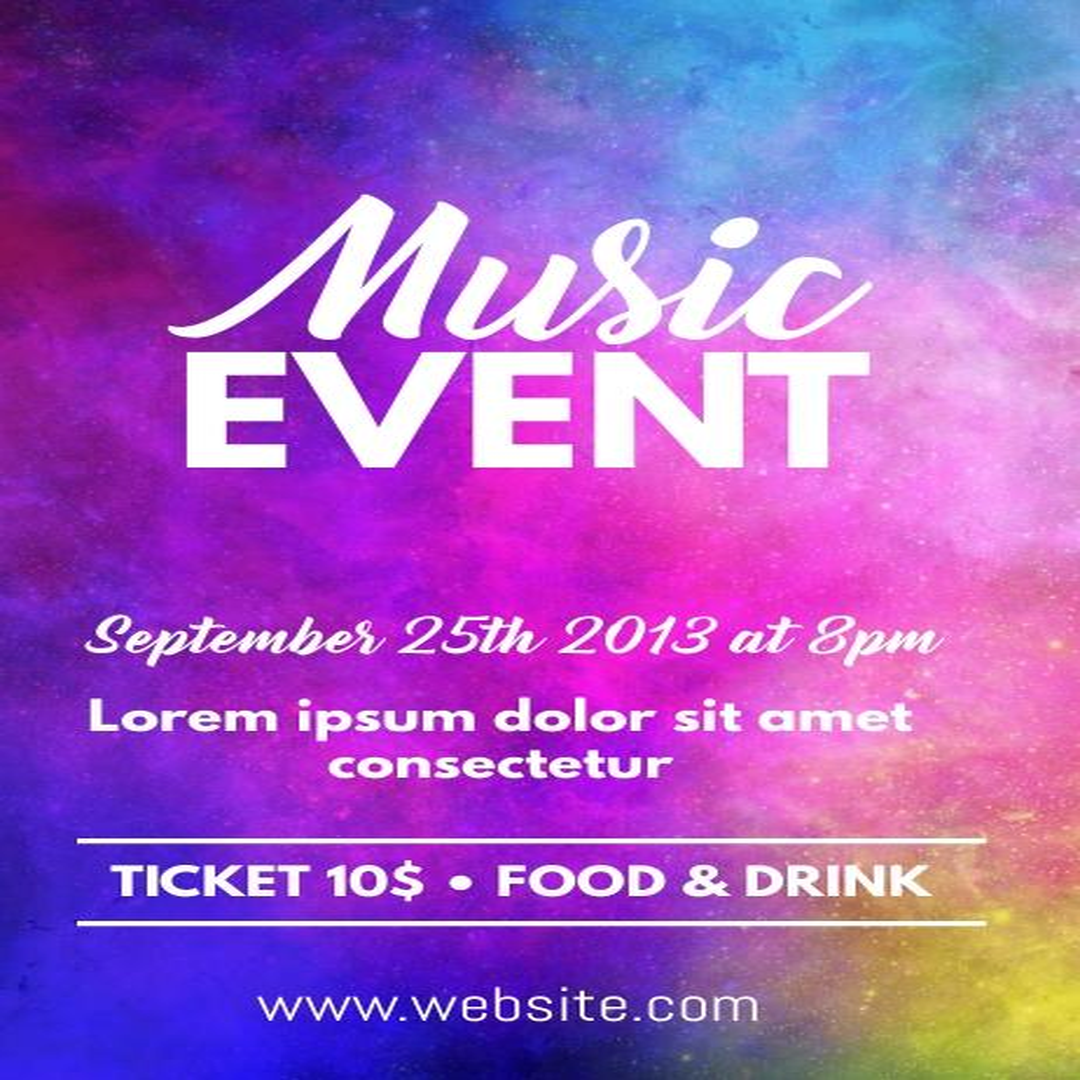 Music
EVENT
September 25th 2013 at 8pm
Lorem ipsum dolor sit amet
consectetur
TICKET 10$ • FOOD & DRINK
www.website.com